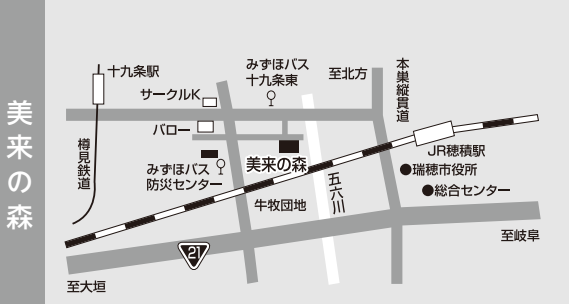 美来の森
十九条駅
サークルK
みずほバス
十九条東
至北方
本巣縦貫道
バロー
樽見鉄道
みずほバス
防災センター
美来の森
JR穂積駅
瑞穂市役所
総合センター
五六川
牛牧団地
21
至岐阜
至大垣